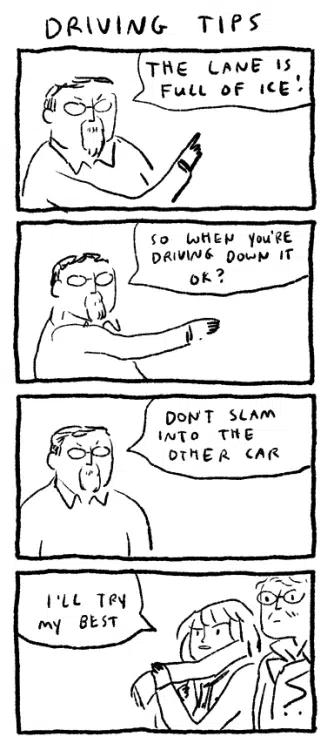 DRIVING TIPS
THE LANE IS
FULL OF ICE!
SO WHEN YOU'RE
DRIVING DOWN IT
OK?
DON'T SLAM
INTO THE
OTHER CAR
I'LL TRY
MY BEST